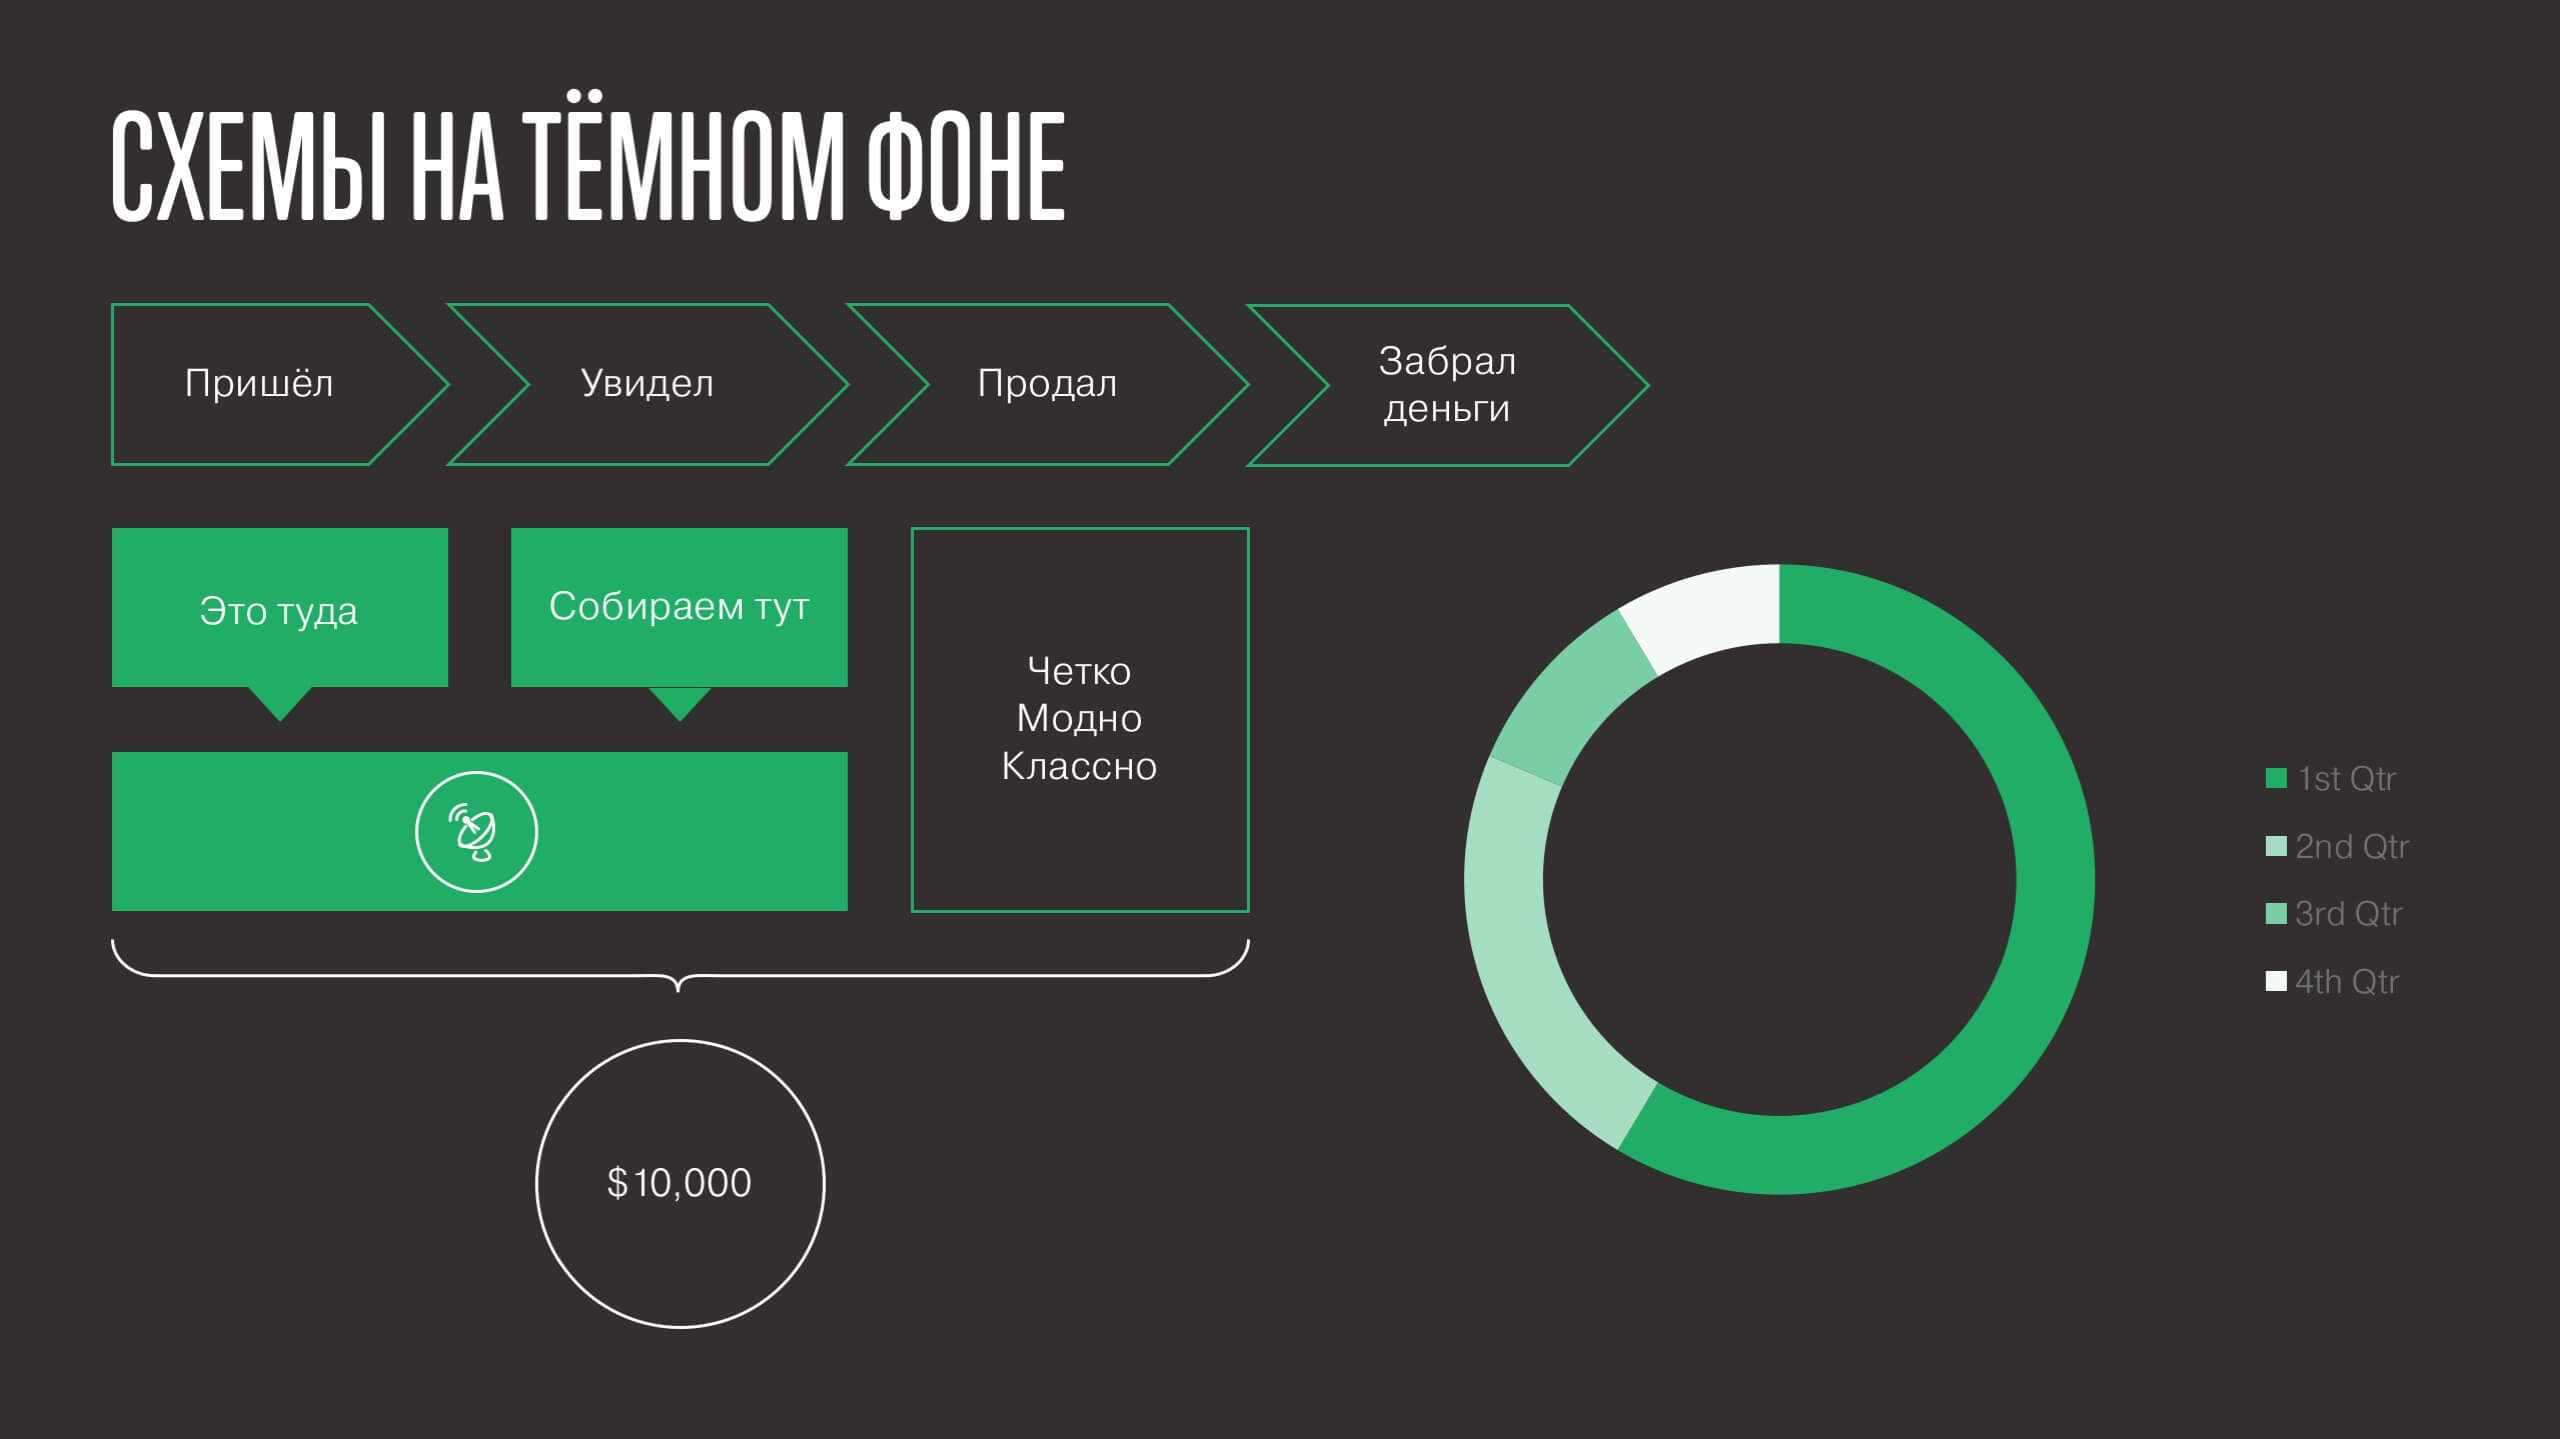 СХЕМЫ НА ТЁМНОМ ФОНЕ
Пришёл
Увидел
Продал
Забрал
деньги
Это туда
Собираем тут
Четко
Модно
Классно
$10,000
1st Qtr
2nd Qtr
3rd Qtr
4th Qtr